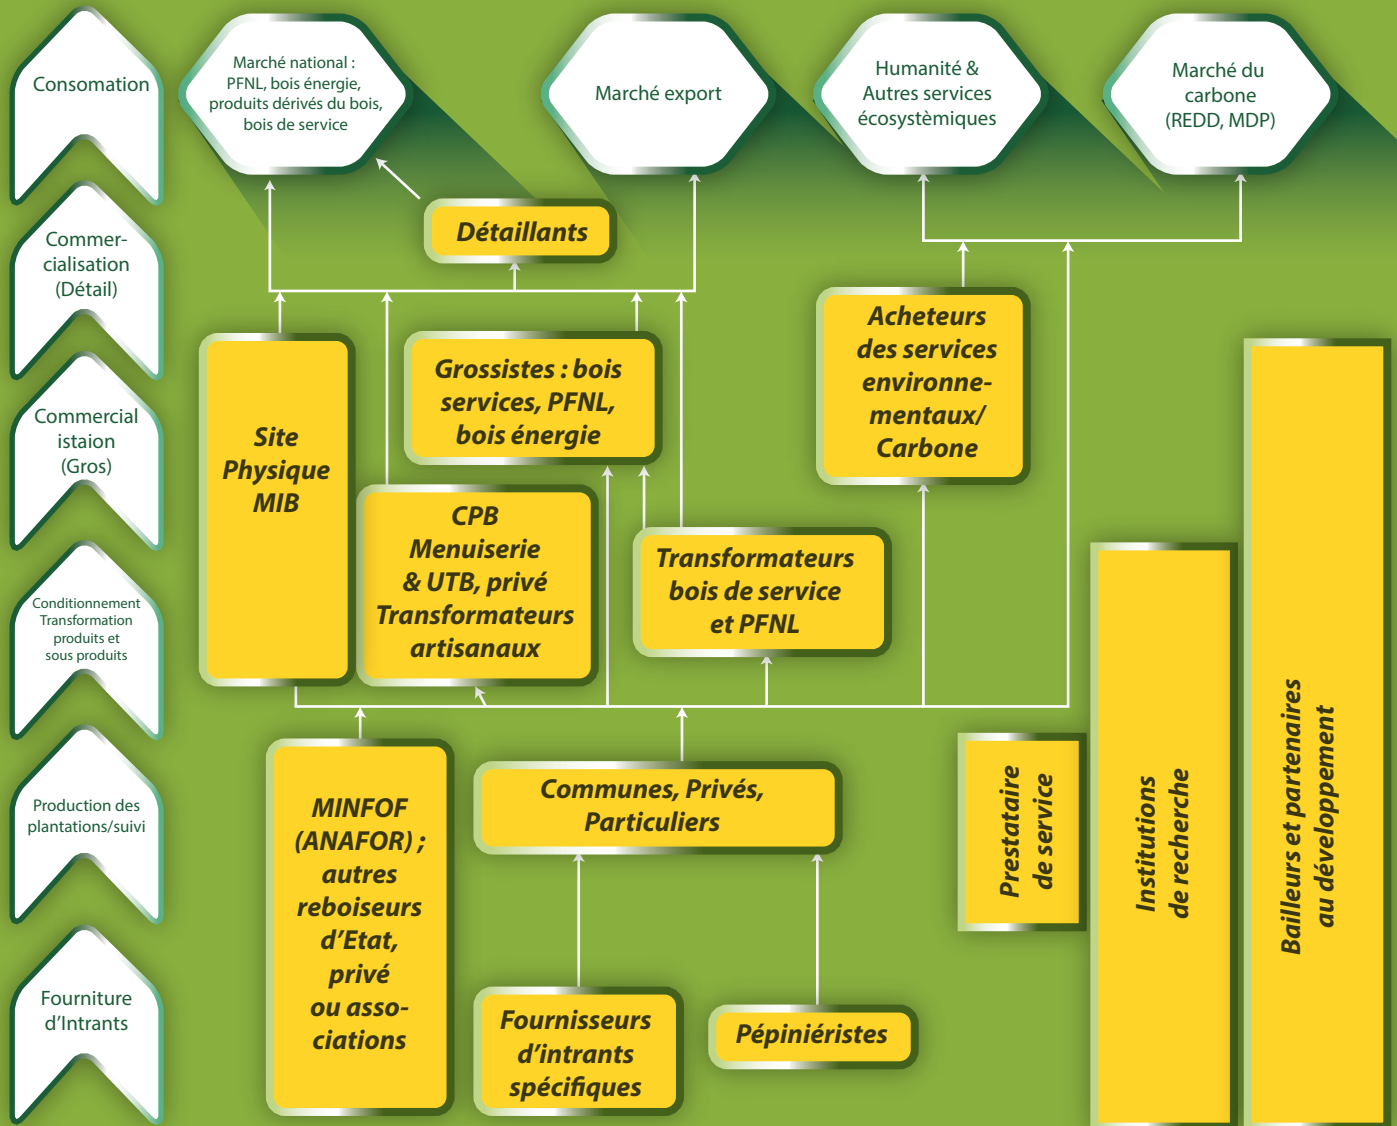 Consomation
Marché national :
PFNL, bois énergie,
produits dérivés du bois,
bois de service
Marché export
Humanité &
Autres services
écosystèmiques
Marché du
carbone
(REDD, MDP)
Commer-
cialisation
(Détail)
Détaillants
Commercial
istaion
(Gros)
Site
Physique
MIB
Grossistes : bois
services, PFNL,
bois énergie
Acheteurs
des services
environne-
mentaux/
Carbone
Conditionnement
Transformation
produits et
sous produits
CPB
Menuiserie
& UTB, privé
Transformateurs
artisanaux
Transformateurs
bois de service
et PFNL
Production des
plantations/suivi
MINFOF
(ANAFOR) ;
autres
reboiseurs
d'Etat,
privé
ou asso-
ciations
Communes, Privés,
Particuliers
Prestataire
de service
Institutions
de recherche
Bailleurs et partenaires
au développement
Fourniture
d'Intrants
Fournisseurs
d'intrants
spécifiques
Pépiniéristes